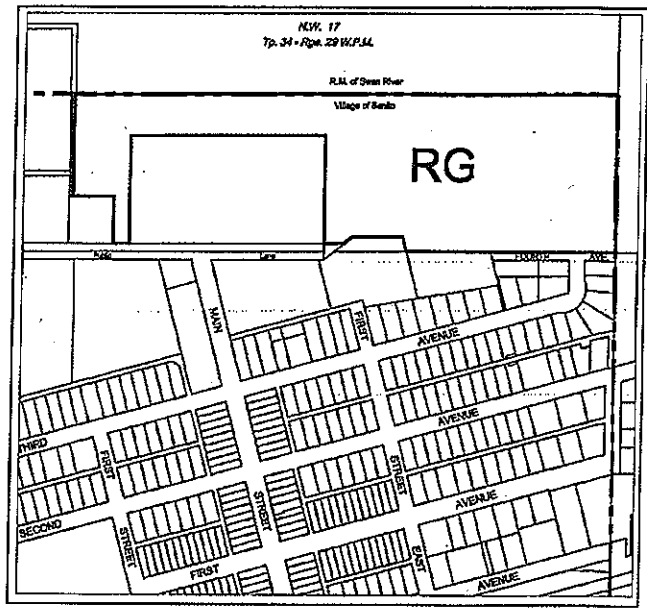 N.W. 17
Tp. 34 - Rge. 29 W.P.M.
R.M. of Swan River
Village of Benito
RG
Public Lane
FOURTH AVE.
MAIN
FIRST
AVENUE
THIRD
AVENUE
FIRST
STREET
SECOND
STREET
STREET
AVENUE
FIRST
EAST
AVENUE